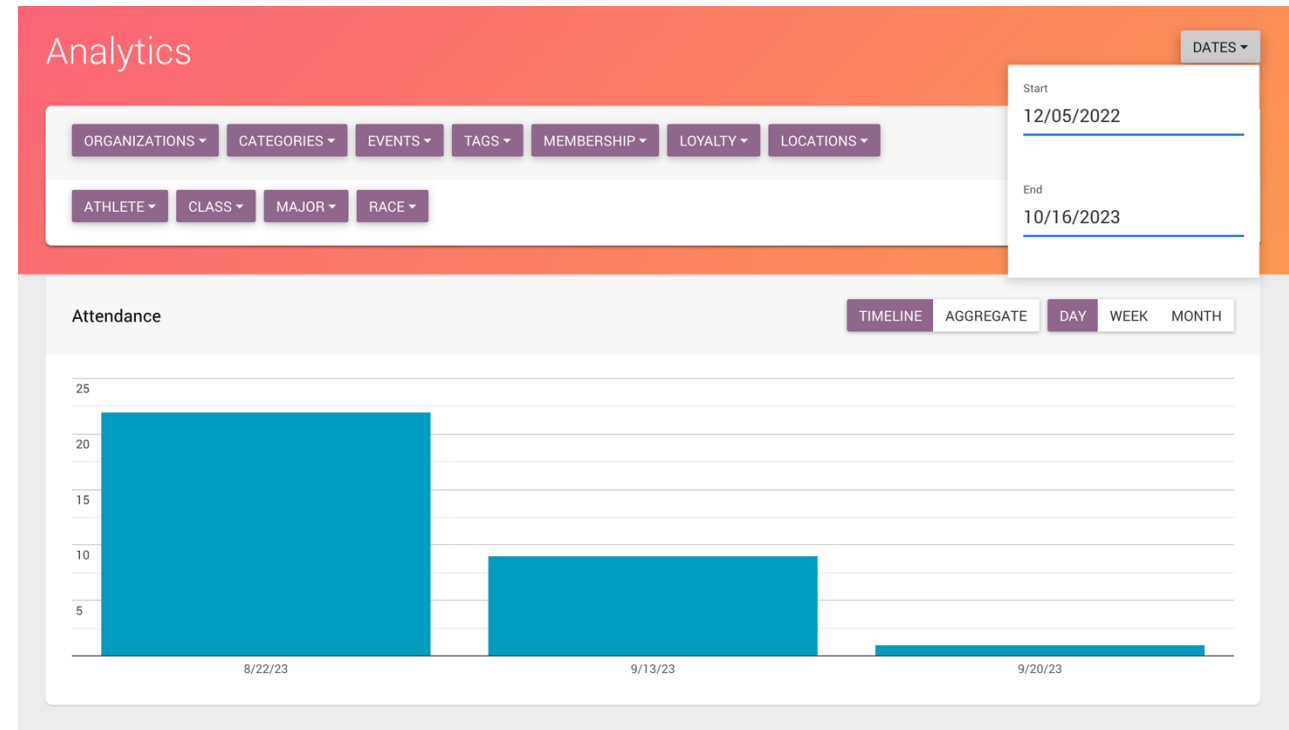 Analytics
DATES
Start
12/05/2022
End
10/16/2023
ORGANIZATIONS CATEGORIES EVENTS TAGS MEMBERSHIP LOYALTY LOCATIONS
ATHLETE CLASS MAJOR RACE
Attendance TIMELINE AGGREGATE DAY WEEK MONTH
25
20
15
10
5
8/22/23 9/13/23 9/20/23